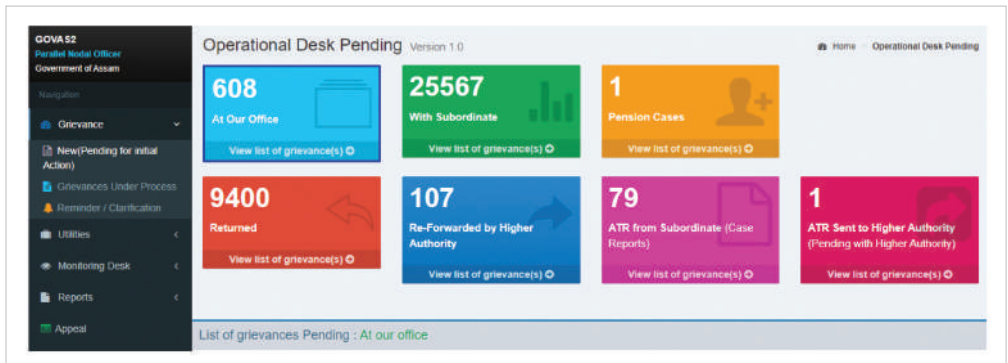 GOVAS2
Parallel Nodal Officer
Government of Assam
Navigation
Grievance
New(Pending for initial
Action)
Grievances Under Process
Reminder / Clarification
Utilities
Monitoring Desk
Reports
Appeal
Operational Desk Pending Version 1.0
Home Operational Desk Pending
608
At Our Office
View list of grievance(s)
25567
With Subordinate
View list of grievance(s)
1
Pension Cases
View list of grievance(s)
9400
Returned
View list of grievance(s)
107
Re-Forwarded by Higher
Authority
View list of grievance(s)
79
ATR from Subordinate (Case
Reports)
View list of grievance(s)
1
ATR Sent to Higher Authority
(Pending with Higher Authority)
View list of grievance(s)
List of grievances Pending : At our office